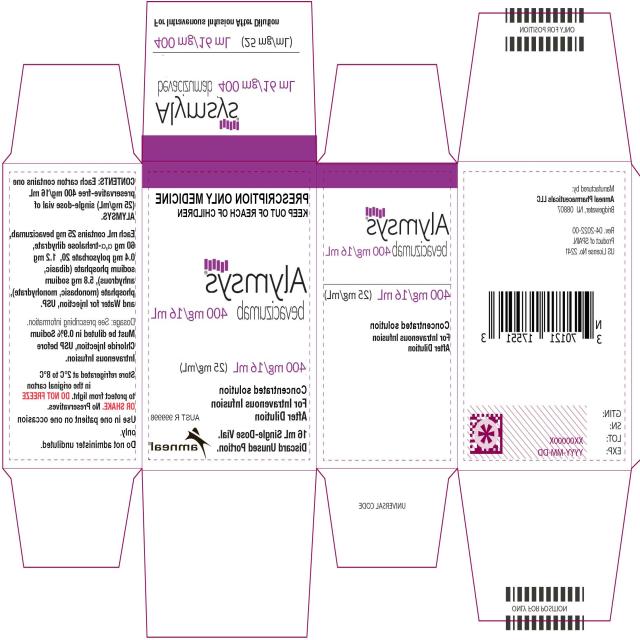 For Intravenous Infusion After Dilution
400 mg/16 mL (25 mg/mL)
bevacizumab 400 mg/16 mL
Alymsys®
CONTENTS: Each carton contains one
preservative-free 400 mg/16 mL
(25 mg/mL) single-dose vial of
ALYMSYS.
Each mL contains 25 mg bevacizumab,
60 mg α,α-trehalose dihydrate,
0.4 mg polysorbate 20, 1.2 mg
sodium phosphate (dibasic,
anhydrous), 5.8 mg sodium
phosphate (monobasic, monohydrate),
and Water for Injection, USP.
Dosage: See prescribing information.
Must be diluted in 0.9% Sodium
Chloride Injection, USP before
Intravenous Infusion.
Store refrigerated at 2°C to 8°C
in the original carton
to protect from light. DO NOT FREEZE
OR SHAKE. No Preservatives.
Use in one patient on one occasion
only.
Do not administer undiluted.
PRESCRIPTION ONLY MEDICINE
KEEP OUT OF REACH OF CHILDREN
Alymsys®
bevacizumab
400 mg/16 mL
400 mg/16 mL (25 mg/mL)
Concentrated solution
For Intravenous Infusion
After Dilution
AUST R 999999
16 mL Single-Dose Vial.
Discard Unused Portion.
amneal
Alymsys®
bevacizumab
400 mg/16 mL
400 mg/16 mL (25 mg/mL)
Concentrated solution
For Intravenous Infusion
After Dilution
UNIVERSAL CODE
ONLY FOR POSITION
Manufactured by:
Amneal Pharmaceuticals LLC
Bridgewater, NJ 08807
Rev. 04-2022-00
Product of SPAIN
US License No. 2241
N
3 70121 17551 3
GTIN:
SN:
LOT: XXXXXXXX
EXP: YYYY-MM-DD
ONLY FOR POSITION